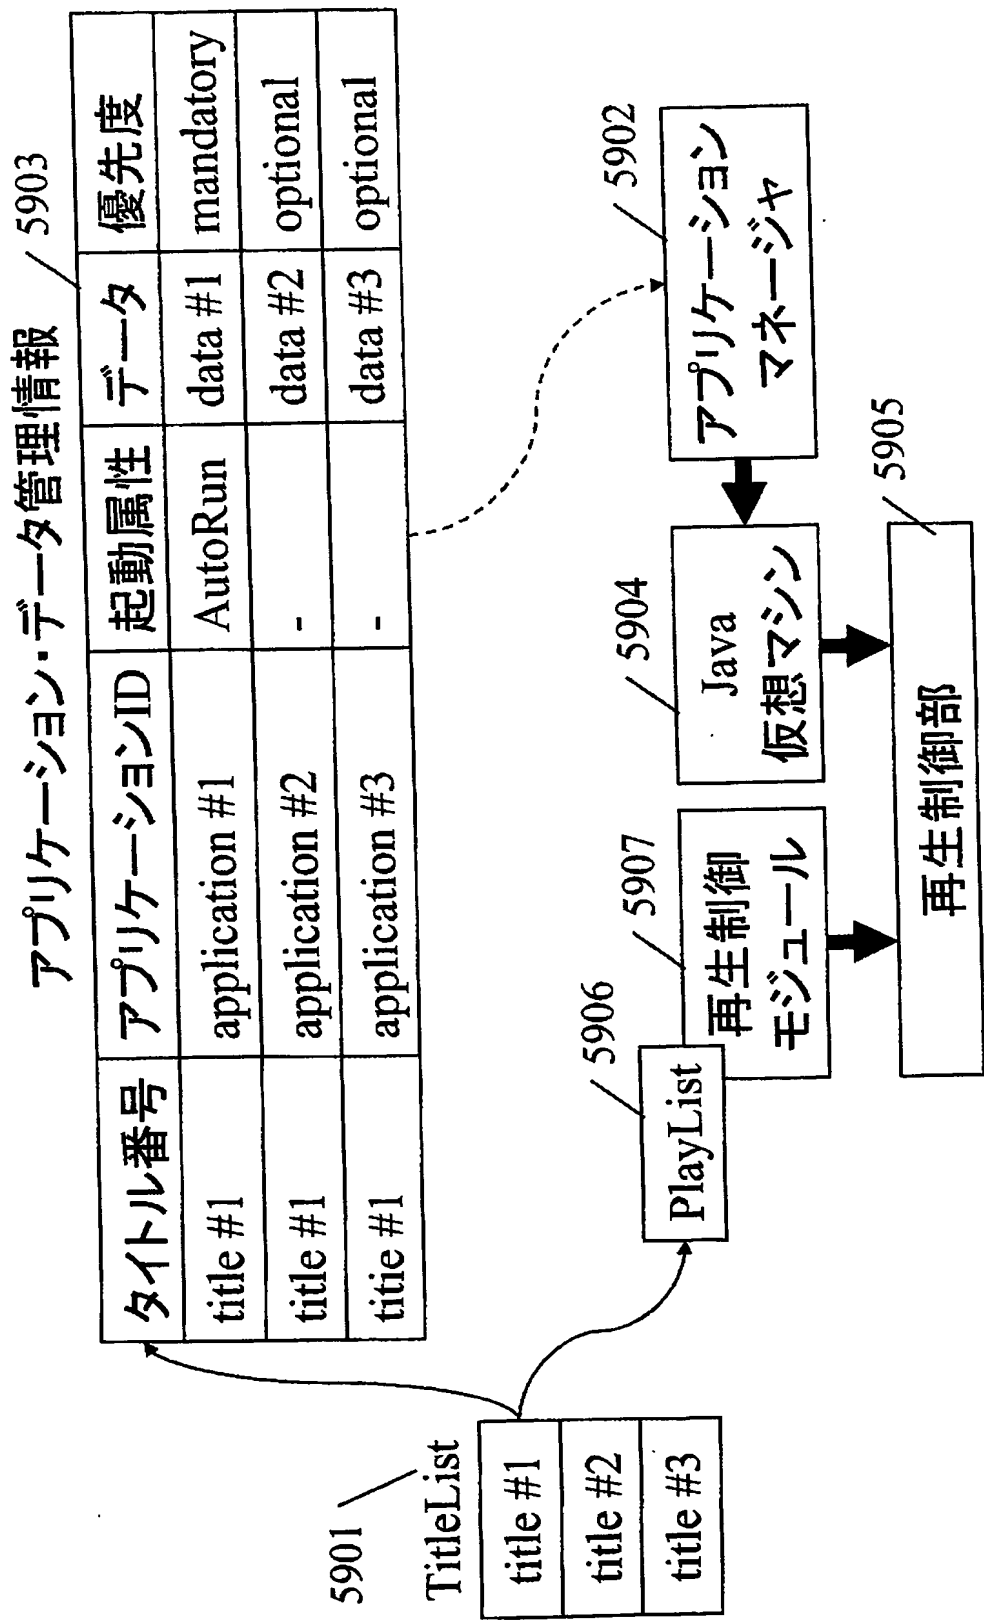 アプリケーション・データ管理情報
5903
タイトル番号 アプリケーションID 起動属性 データ 優先度
title #1 application #1 AutoRun data #1 mandatory
title #1 application #2 - data #2 optional
titie #1 application #3 - data #3 optional
5901
TitleList
title #1
title #2
title #3
5906
PlayList
5907
再生制御
モジュール
5904
Java
仮想マシン
5902
アプリケーション
マネージャ
5905
再生制御部